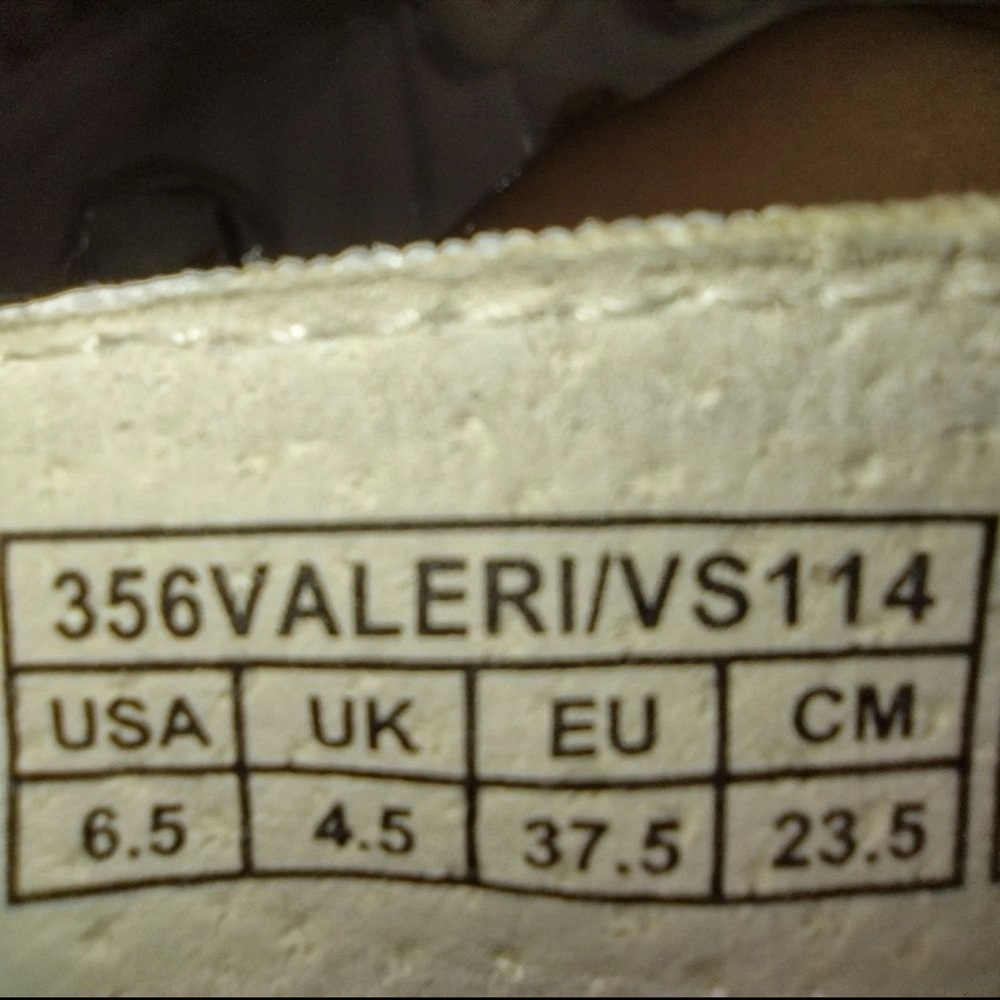 356VALERI/VS114
USA UK EU CM
6.5 4.5 37.5 23.5